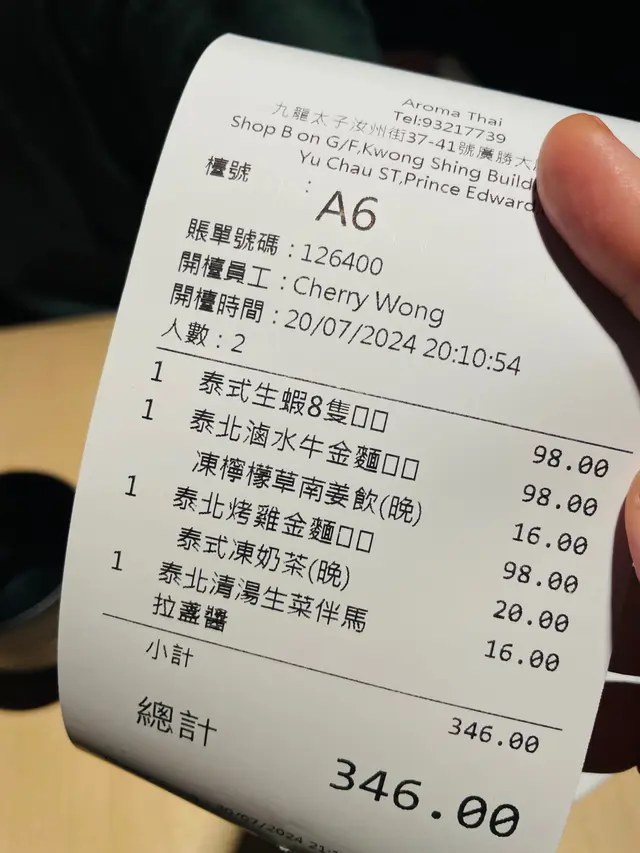 Aroma Thai
Tel:93217739
九龍太子汝州街37-41號廣勝大
Shop B on G/F,Kwong Shing Build
Yu Chau ST,Prince Edward
檯號 : A6
賬單號碼 : 126400
開檯員工 : Cherry Wong
開檯時間 : 20/07/2024 20:10:54
人數 : 2
1 泰式生蝦8隻□□ 98.00
1 泰北滷水牛金麵□□ 98.00
凍檸檬草南姜飲(晚) 16.00
1 泰北烤雞金麵□□ 98.00
泰式凍奶茶(晚) 20.00
1 泰北清湯生菜伴馬 16.00
拉盞醬
小計 346.00
總計 346.00
20/07/2024